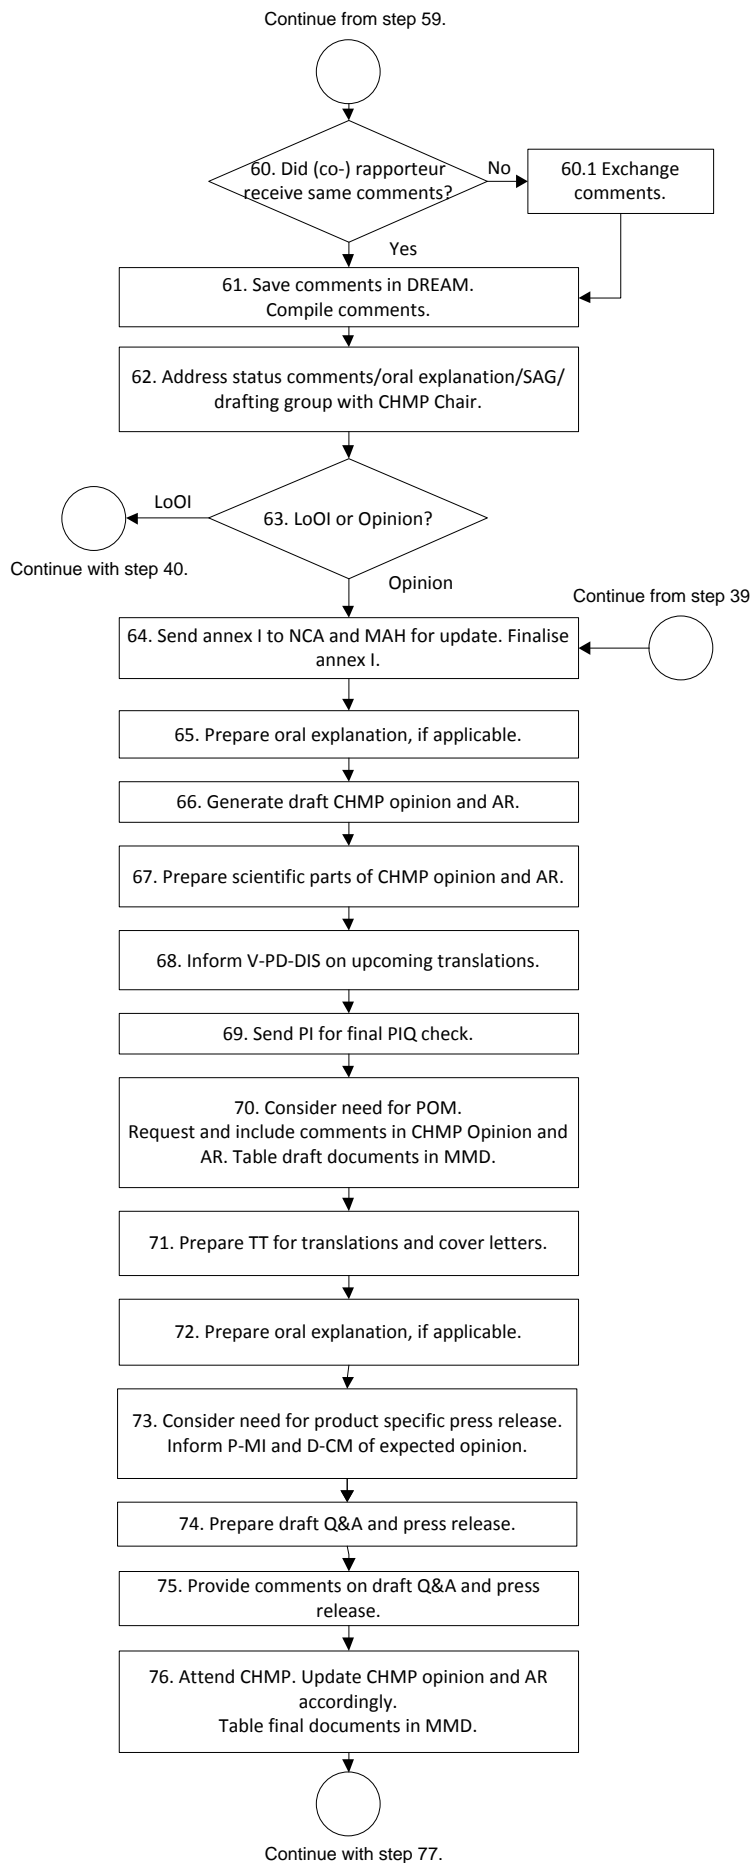 Continue from step 59.
60. Did (co-) rapporteur
receive same comments?
No
60.1 Exchange
comments.
Yes
61. Save comments in DREAM.
Compile comments.
62. Address status comments/oral explanation/SAG/
drafting group with CHMP Chair.
LoOI
63. LoOI or Opinion?
Continue with step 40.
Opinion
Continue from step 39
64. Send annex I to NCA and MAH for update. Finalise
annex I.
65. Prepare oral explanation, if applicable.
66. Generate draft CHMP opinion and AR.
67. Prepare scientific parts of CHMP opinion and AR.
68. Inform V-PD-DIS on upcoming translations.
69. Send PI for final PIQ check.
70. Consider need for POM.
Request and include comments in CHMP Opinion and
AR. Table draft documents in MMD.
71. Prepare TT for translations and cover letters.
72. Prepare oral explanation, if applicable.
73. Consider need for product specific press release.
Inform P-MI and D-CM of expected opinion.
74. Prepare draft Q&A and press release.
75. Provide comments on draft Q&A and press
release.
76. Attend CHMP. Update CHMP opinion and AR
accordingly.
Table final documents in MMD.
Continue with step 77.